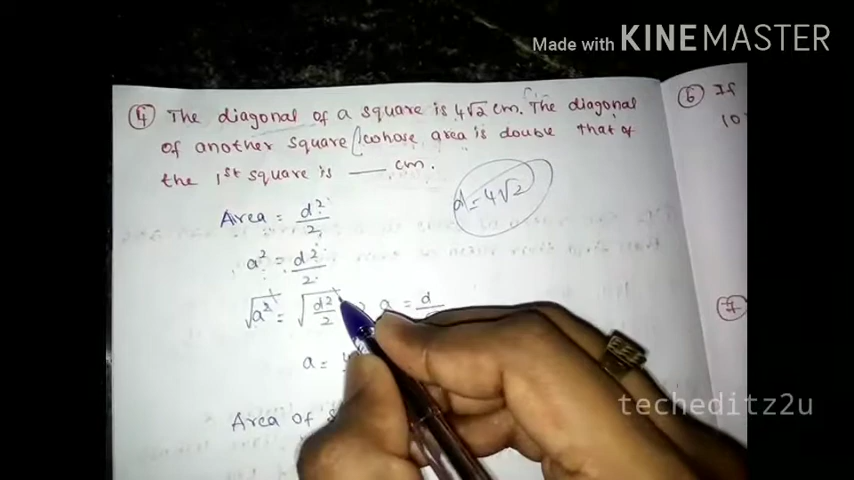 Made with KINEMASTER
④ The diagonal of a square is 4√2 cm. The diagonal
of another square whose area is double that of
the 1st square is ___ cm.
d = 4√2
Area = d²/2
a² = d²/2
√a² = √d²/2 a = d
a =
Area of
⑥ If
10
⑦
techeditz2u